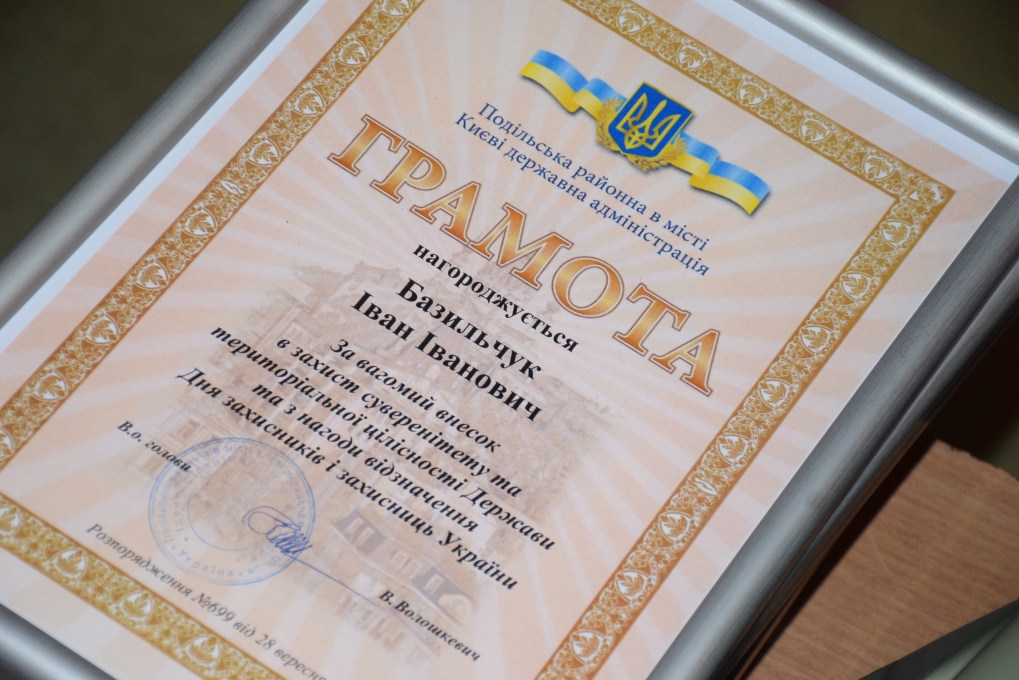 Подільська районна в місті
Києві державна адміністрація
ГРАМОТА
нагороджується
Базильчук
Іван Іванович
За вагомий внесок
в захист суверенітету та
територіальної цілісності Держави
та з нагоди відзначення
Дня захисників і захисниць України
В.о. голови
В.Волошкевич
Розпорядження №699 від 28 вересня
Україна